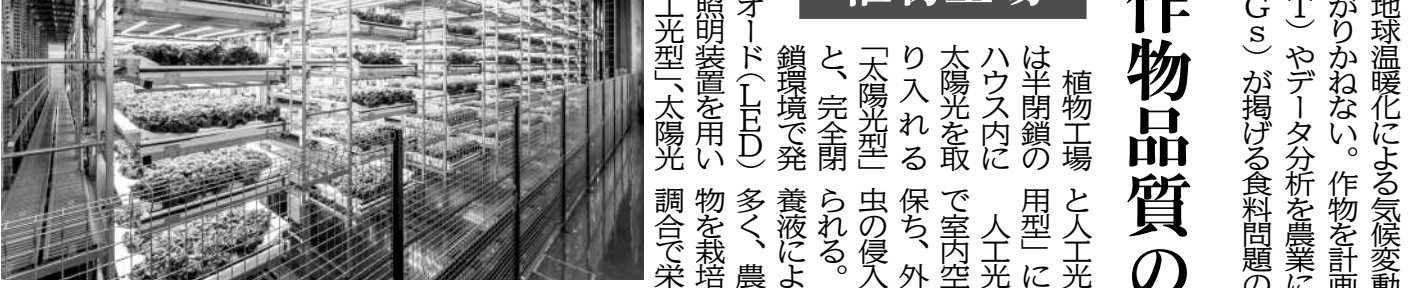 地球温暖化による気候変動
がりかねない。作物を計画
T）やデータ分析を農業に
Gs）が掲げる食料問題の
作物品質の
植物工場
植物工場
は半閉鎖の
ハウス内に
太陽光を取
り入れる
「太陽光型」
と、完全閉
鎖環境で発
オード（LED）
照明装置を用い
工光型」、太陽光
と人工光
用型」に
人工光
で室内空
保ち、外
虫の侵入
られる。
養液によ
多く、農
物を栽培
調合で栄